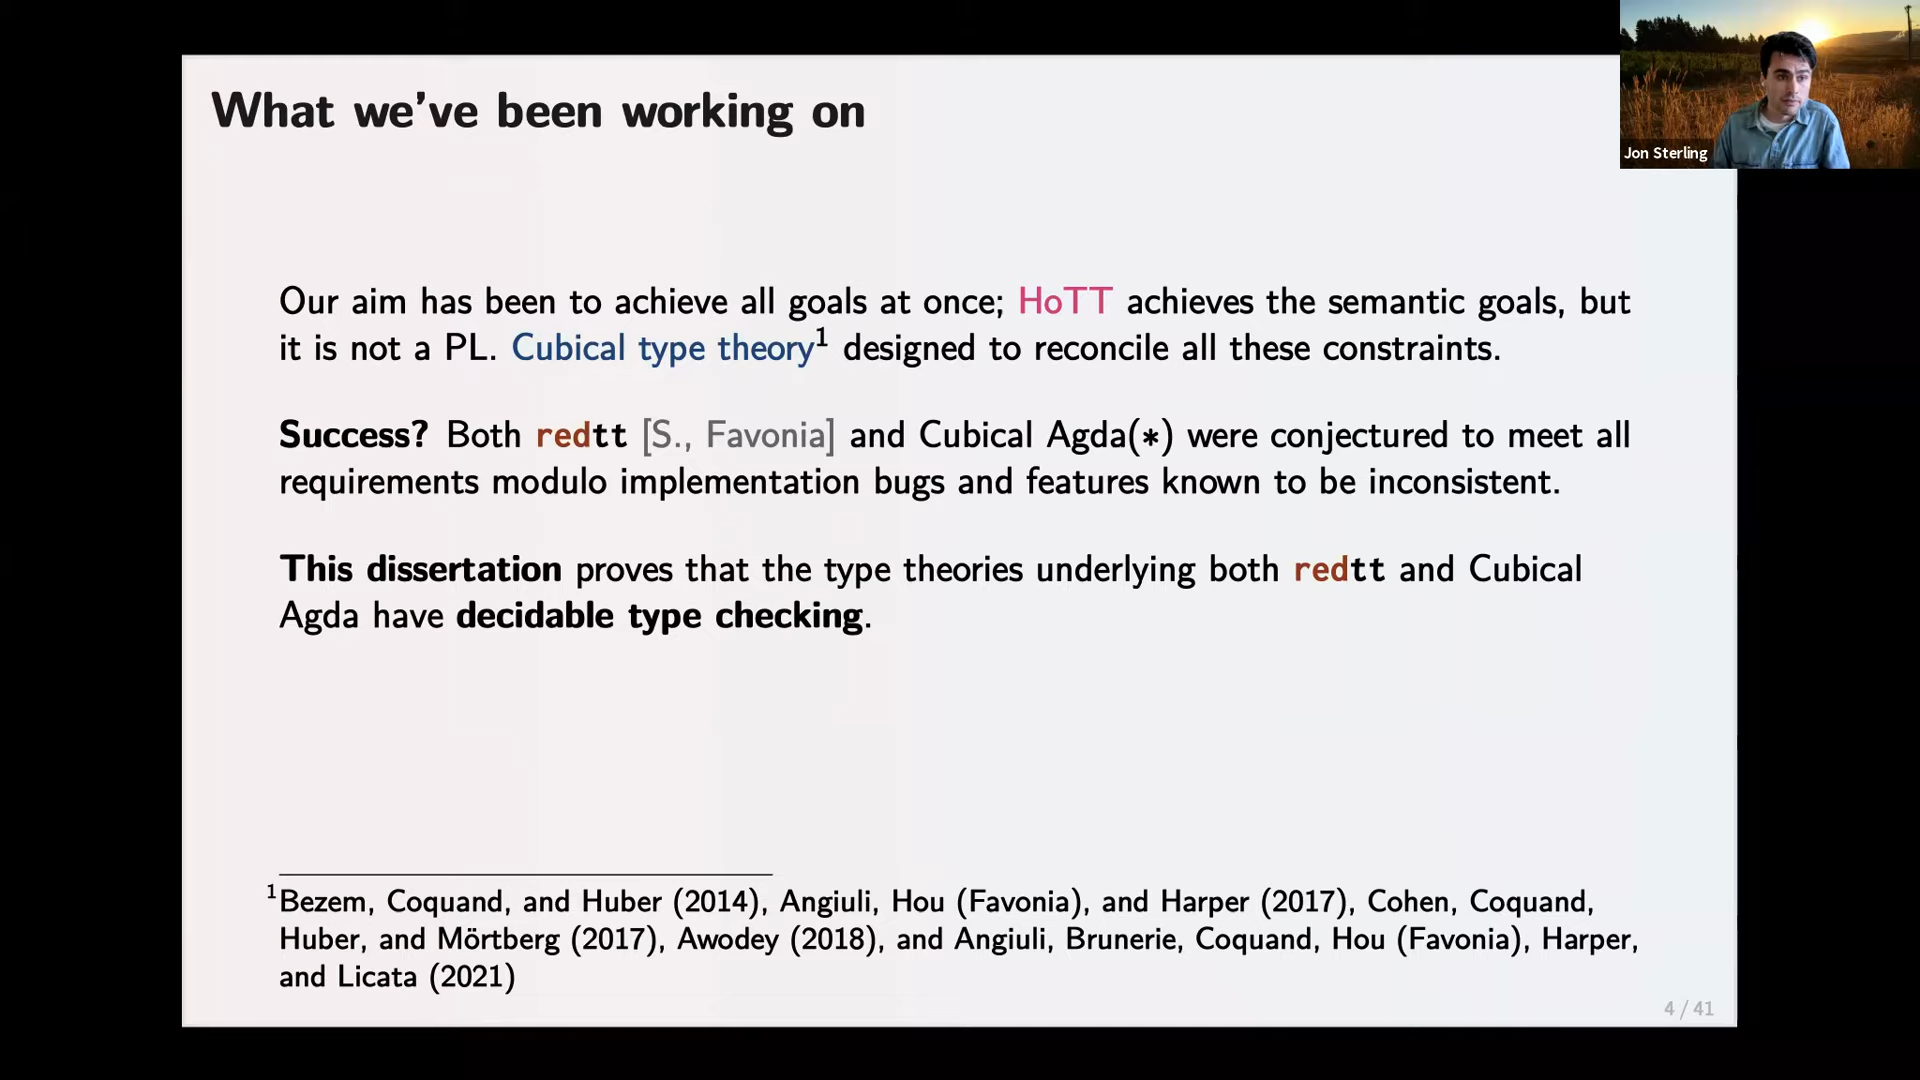 What we've been working on
Jon Sterling
Our aim has been to achieve all goals at once; HoTT achieves the semantic goals, but
it is not a PL. Cubical type theory¹ designed to reconcile all these constraints.
Success? Both redtt [S., Favonia] and Cubical Agda(*) were conjectured to meet all
requirements modulo implementation bugs and features known to be inconsistent.
This dissertation proves that the type theories underlying both redtt and Cubical
Agda have decidable type checking.
¹Bezem, Coquand, and Huber (2014), Angiuli, Hou (Favonia), and Harper (2017), Cohen, Coquand,
Huber, and Mörtberg (2017), Awodey (2018), and Angiuli, Brunerie, Coquand, Hou (Favonia), Harper,
and Licata (2021)
4 / 41